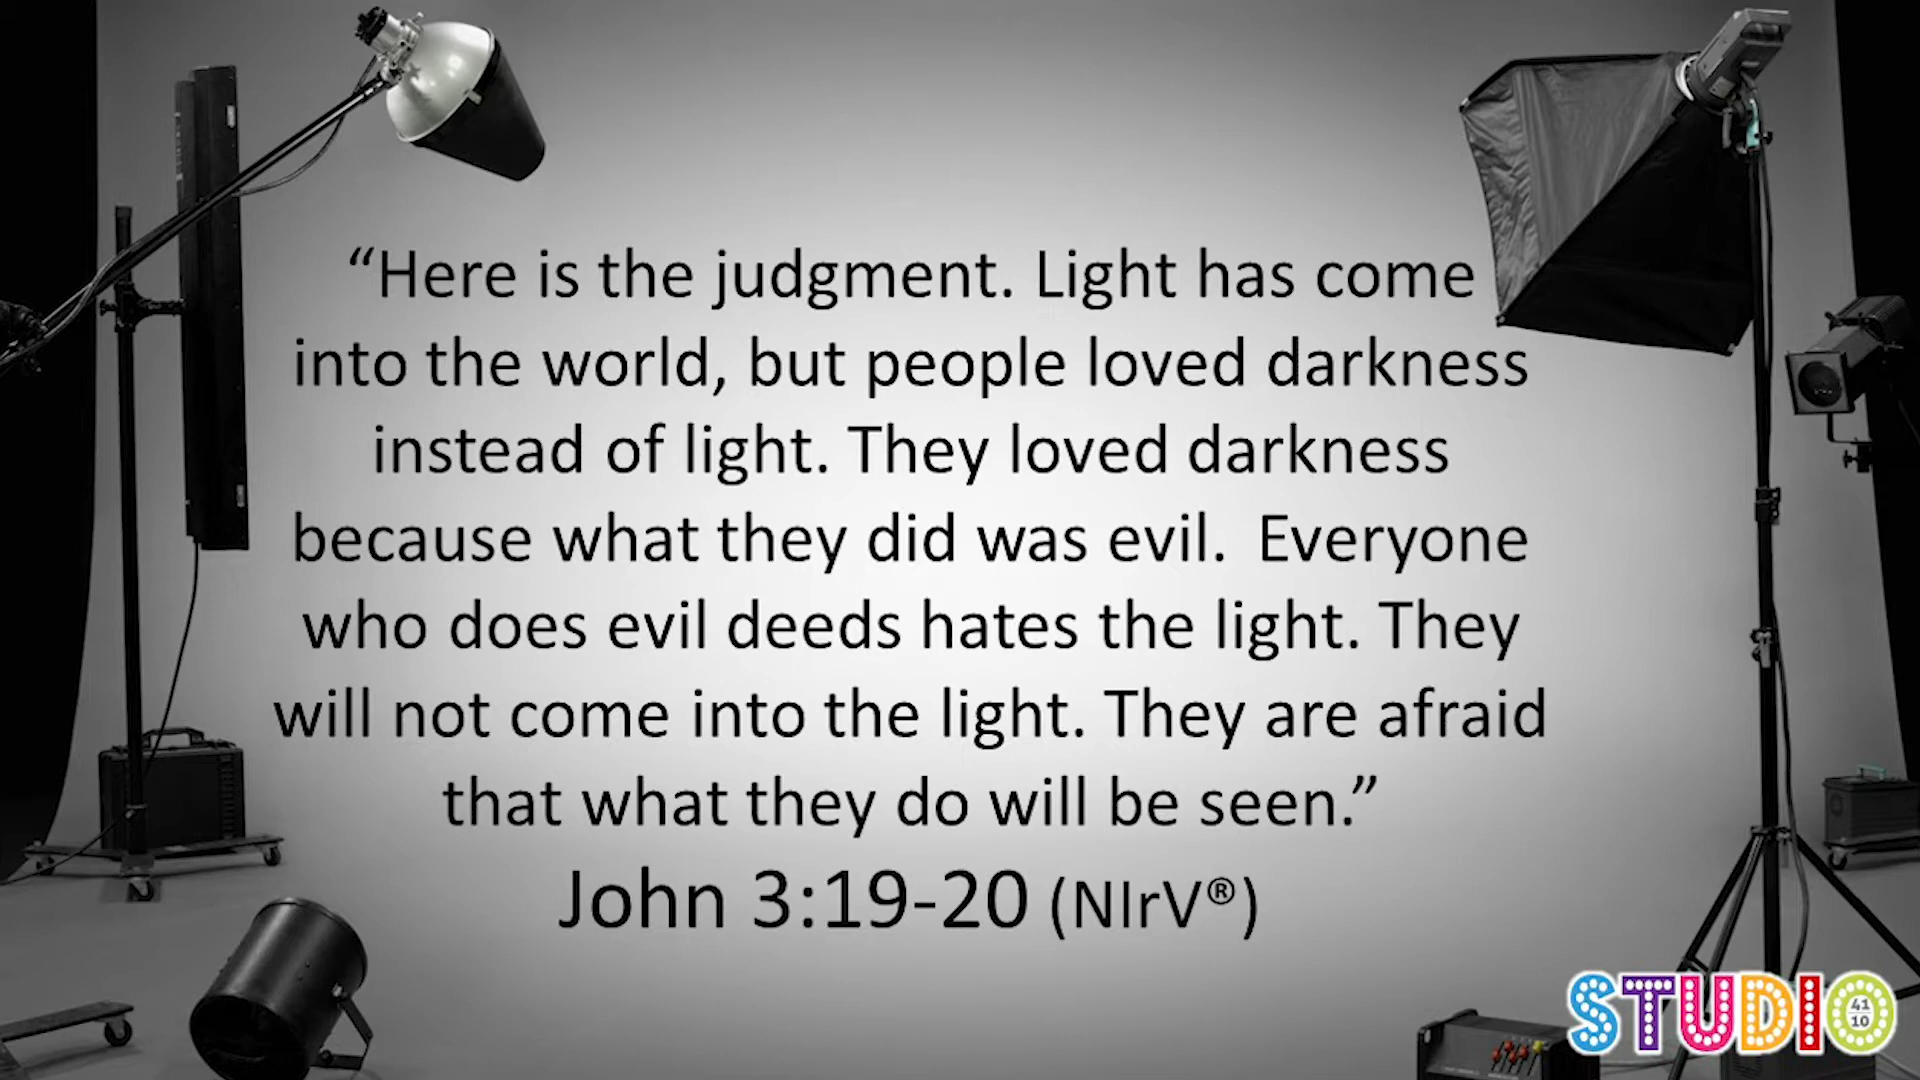 “Here is the judgment. Light has come
into the world, but people loved darkness
instead of light. They loved darkness
because what they did was evil.  Everyone
who does evil deeds hates the light. They
will not come into the light. They are afraid
that what they do will be seen.”
John 3:19-20 (NIrV®)
STUDIO
41
10